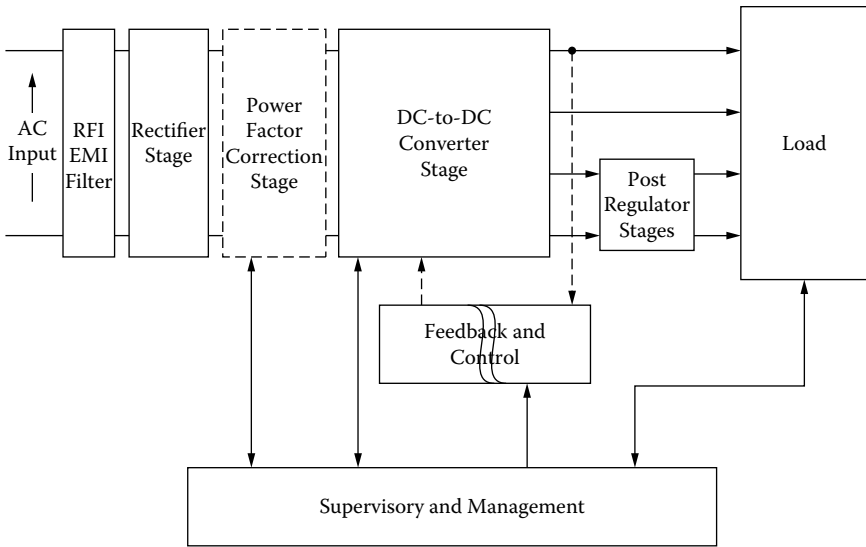 AC
Input
RFI
EMI
Filter
Rectifier
Stage
Power
Factor
Correction
Stage
DC-to-DC
Converter
Stage
Post
Regulator
Stages
Load
Feedback and
Control
Supervisory and Management